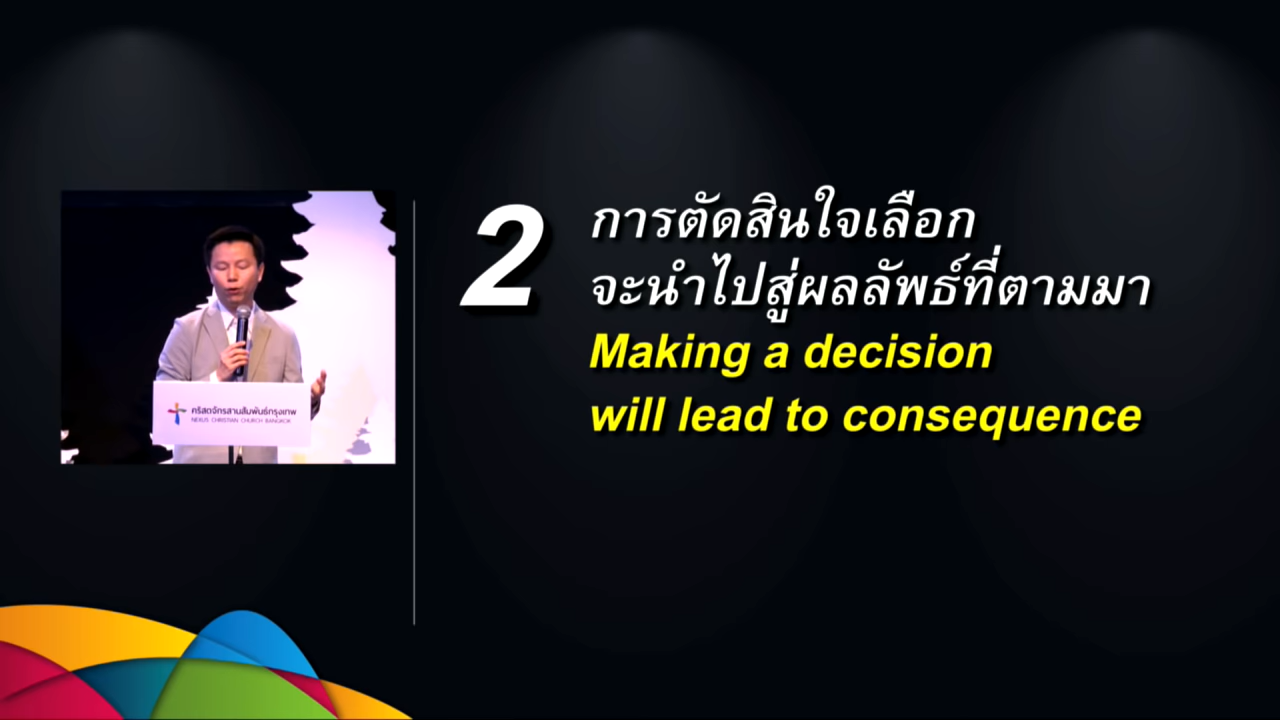 คริสตจักรสานสัมพันธ์กรุงเทพ
NEXUS CHRISTIAN CHURCH BANGKOK
2
การตัดสินใจเลือก
จะนำไปสู่ผลลัพธ์ที่ตามมา
Making a decision
will lead to consequence